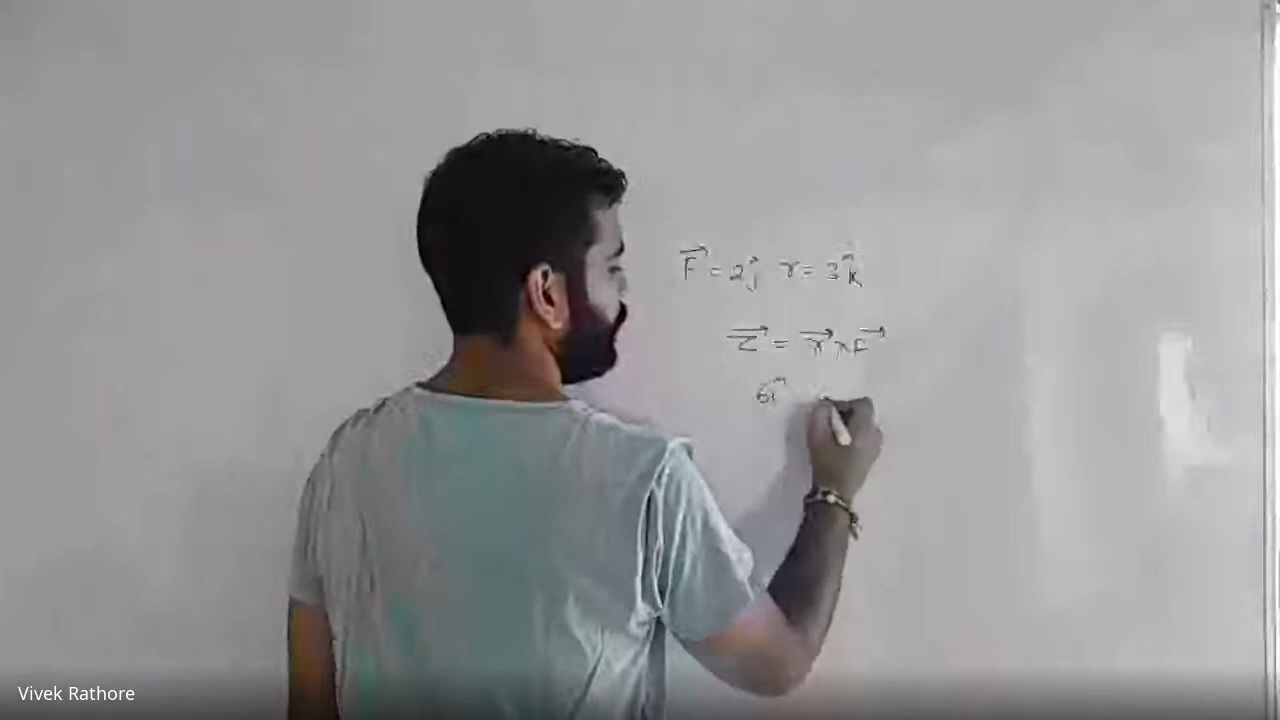 F⃗ = 2ĵ r = 3k̂
τ⃗ = r⃗ × F⃗
6î
Vivek Rathore